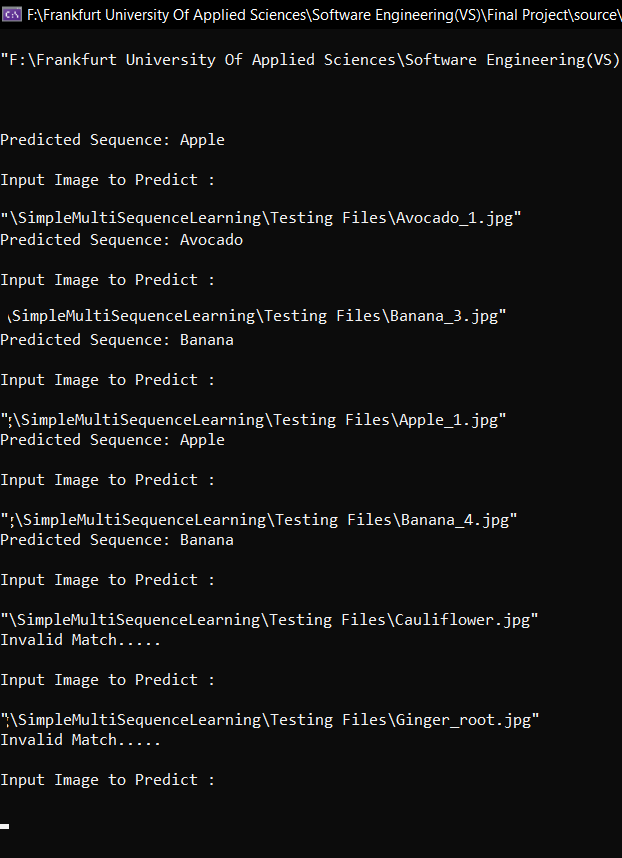 F:\Frankfurt University Of Applied Sciences\Software Engineering(VS)\Final Project\source\
"F:\Frankfurt University Of Applied Sciences\Software Engineering(VS)
Predicted Sequence: Apple
Input Image to Predict :
"\SimpleMultiSequenceLearning\Testing Files\Avocado_1.jpg"
Predicted Sequence: Avocado
Input Image to Predict :
\SimpleMultiSequenceLearning\Testing Files\Banana_3.jpg"
Predicted Sequence: Banana
Input Image to Predict :
"\SimpleMultiSequenceLearning\Testing Files\Apple_1.jpg"
Predicted Sequence: Apple
Input Image to Predict :
"\SimpleMultiSequenceLearning\Testing Files\Banana_4.jpg"
Predicted Sequence: Banana
Input Image to Predict :
"\SimpleMultiSequenceLearning\Testing Files\Cauliflower.jpg"
Invalid Match.....
Input Image to Predict :
"\SimpleMultiSequenceLearning\Testing Files\Ginger_root.jpg"
Invalid Match.....
Input Image to Predict :